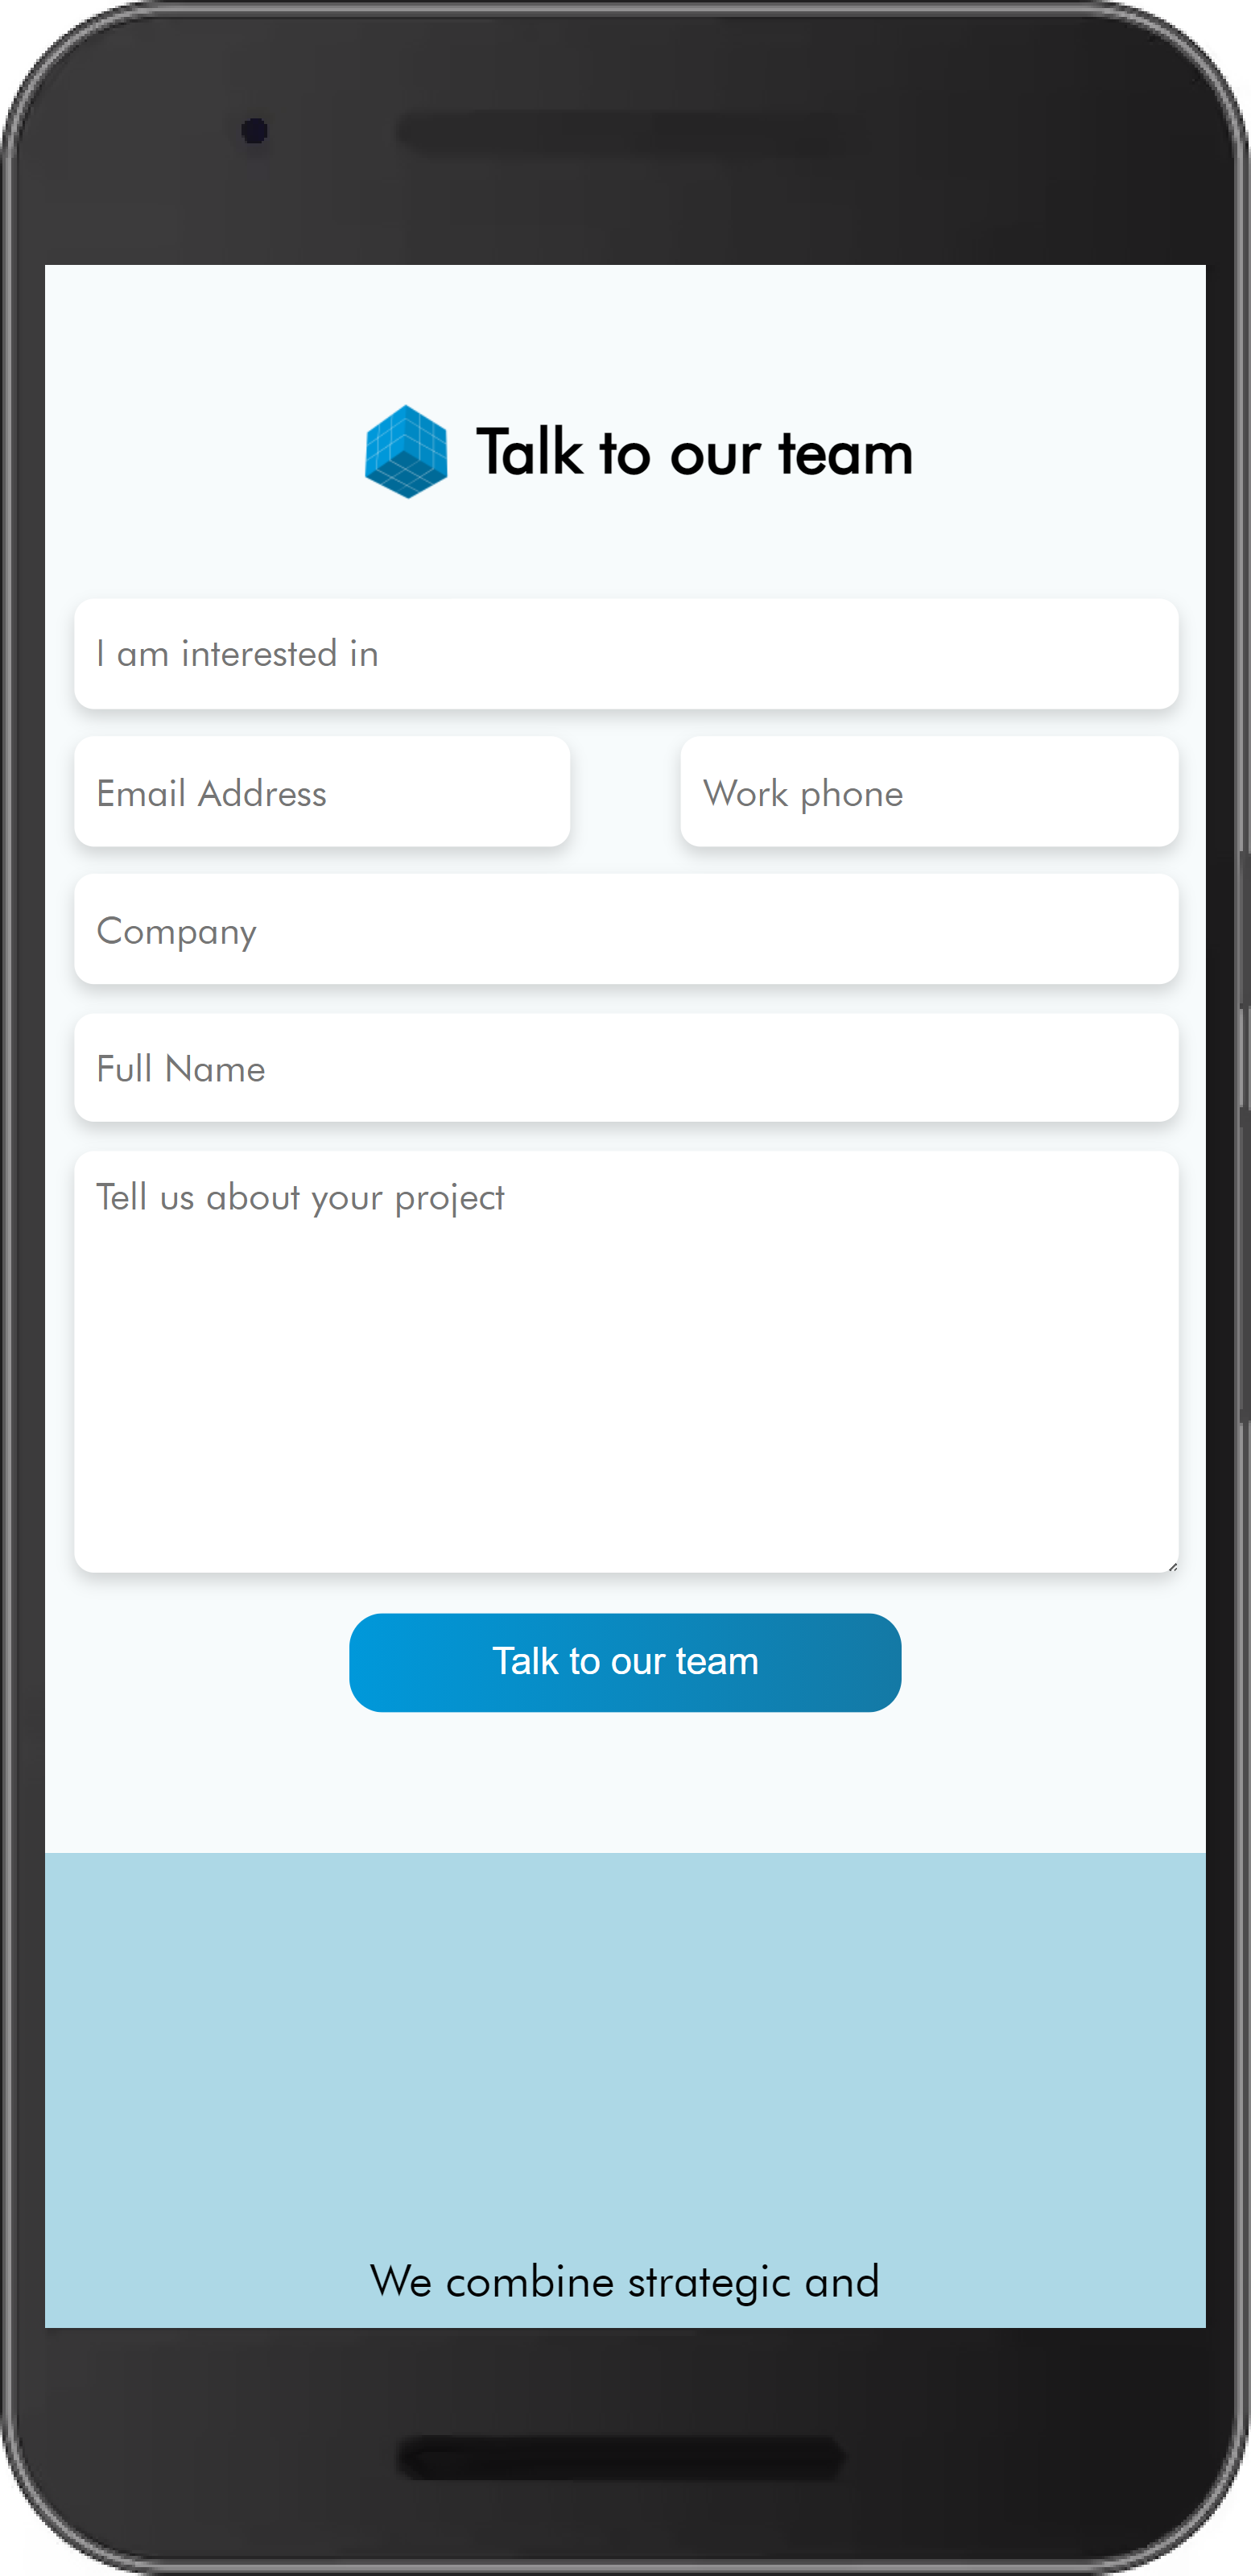 Talk to our team
I am interested in
Email Address
Work phone
Company
Full Name
Tell us about your project
Talk to our team
We combine strategic and